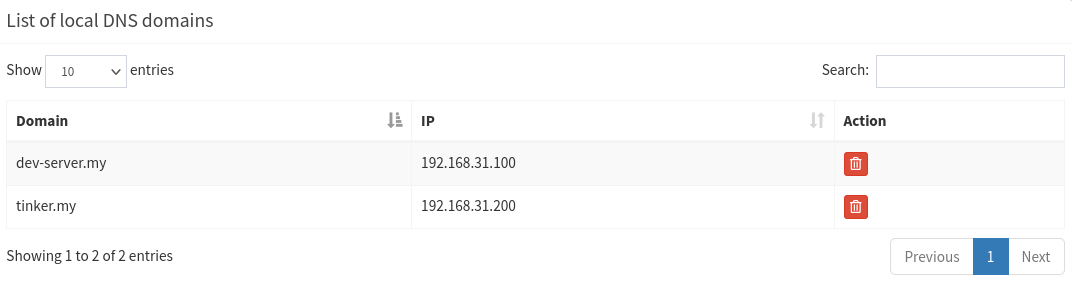 List of local DNS domains
Show 10 entries Search:
Domain IP Action
dev-server.my 192.168.31.100
tinker.my 192.168.31.200
Showing 1 to 2 of 2 entries Previous 1 Next